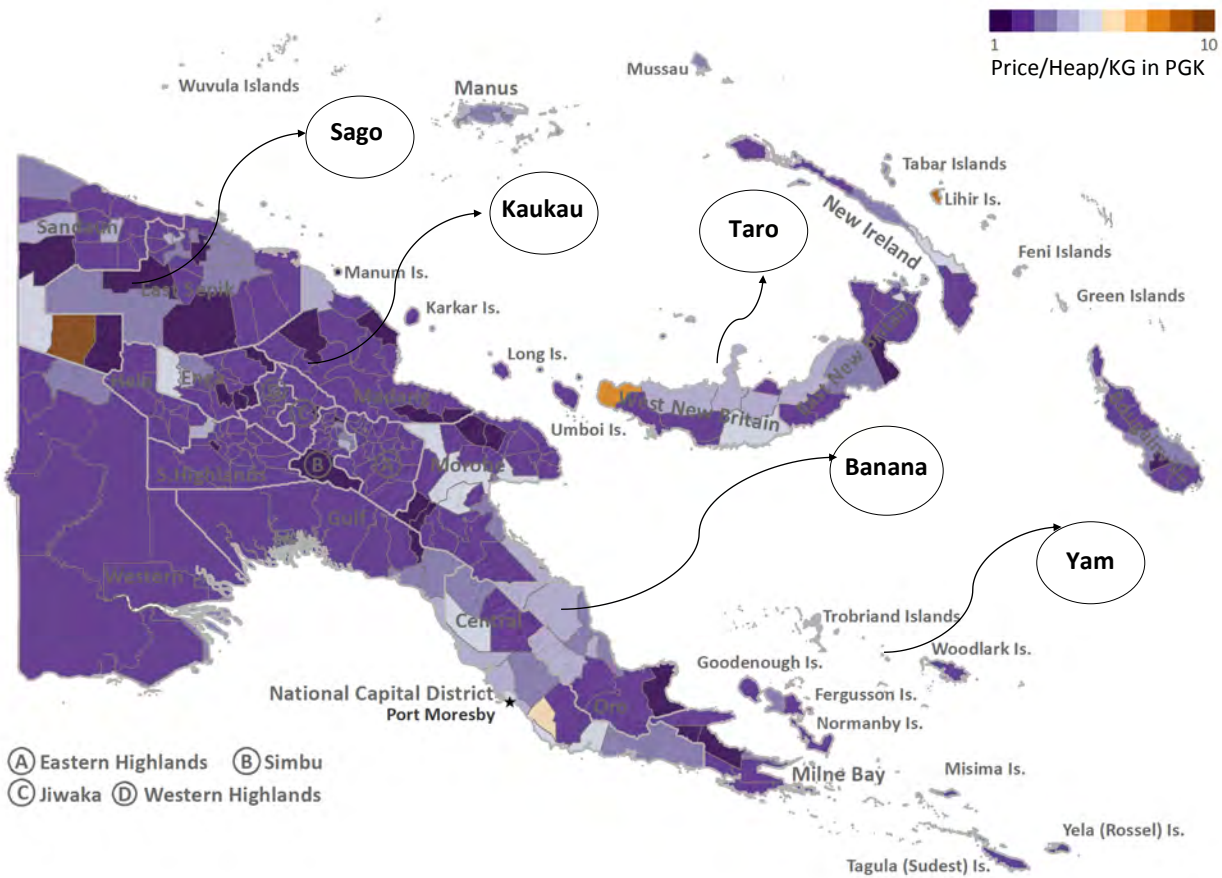 1
10
Price/Heap/KG in PGK
Mussau
Wuvula Islands
Manus
Sago
Tabar Islands
Kaukau
Lihir Is.
Taro
New Ireland
Sandaun
Feni Islands
Manum Is.
East Sepik
Green Islands
Karkar Is.
East New Britain
Long Is.
Hela
Enga
Madang
West New Britain
Umboi Is.
Bougainville
D
C
B
A
Morobe
Banana
S.Highlands
Gulf
Yam
Western
Trobriand Islands
Central
Woodlark Is.
Goodenough Is.
National Capital District
Port Moresby
Fergusson Is.
Oro
Normanby Is.
A Eastern Highlands B Simbu
C Jiwaka D Western Highlands
Milne Bay
Misima Is.
Yela (Rossel) Is.
Tagula (Sudest) Is.